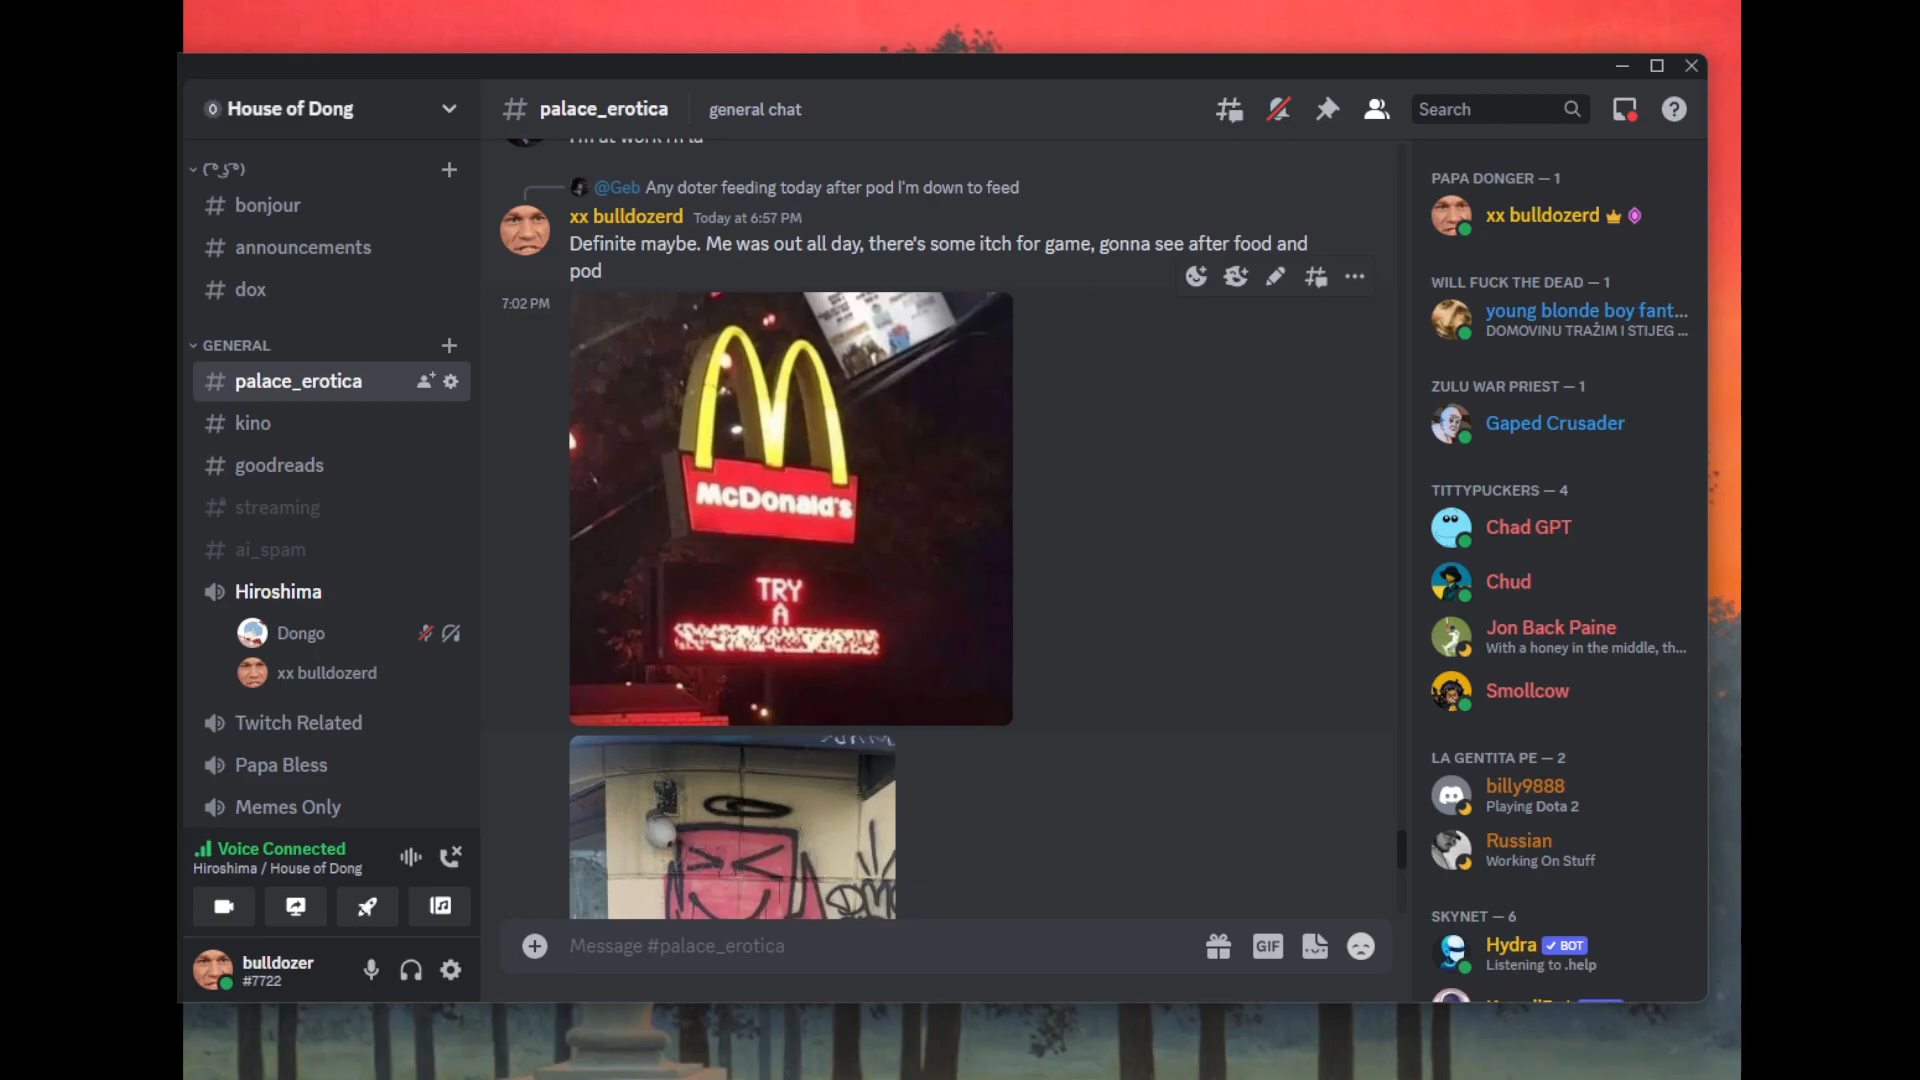 House of Dong
palace_erotica
general chat
Search
( ͡° ͜ʖ ͡°)
bonjour
announcements
dox
GENERAL
palace_erotica
kino
goodreads
streaming
ai_spam
Hiroshima
Dongo
xx bulldozerd
Twitch Related
Papa Bless
Memes Only
Voice Connected
Hiroshima / House of Dong
bulldozer
#7722
@Geb Any doter feeding today after pod I'm down to feed
xx bulldozerd Today at 6:57 PM
Definite maybe. Me was out all day, there's some itch for game, gonna see after food and
pod
7:02 PM
McDonald's
TRY
A
Message #palace_erotica
GIF
PAPA DONGER — 1
xx bulldozerd
WILL FUCK THE DEAD — 1
young blonde boy fant...
DOMOVINU TRAŽIM I STIJEG ...
ZULU WAR PRIEST — 1
Gaped Crusader
TITTYPUCKERS — 4
Chad GPT
Chud
Jon Back Paine
With a honey in the middle, th...
Smollcow
LA GENTITA PE — 2
billy9888
Playing Dota 2
Russian
Working On Stuff
SKYNET — 6
Hydra BOT
Listening to .help